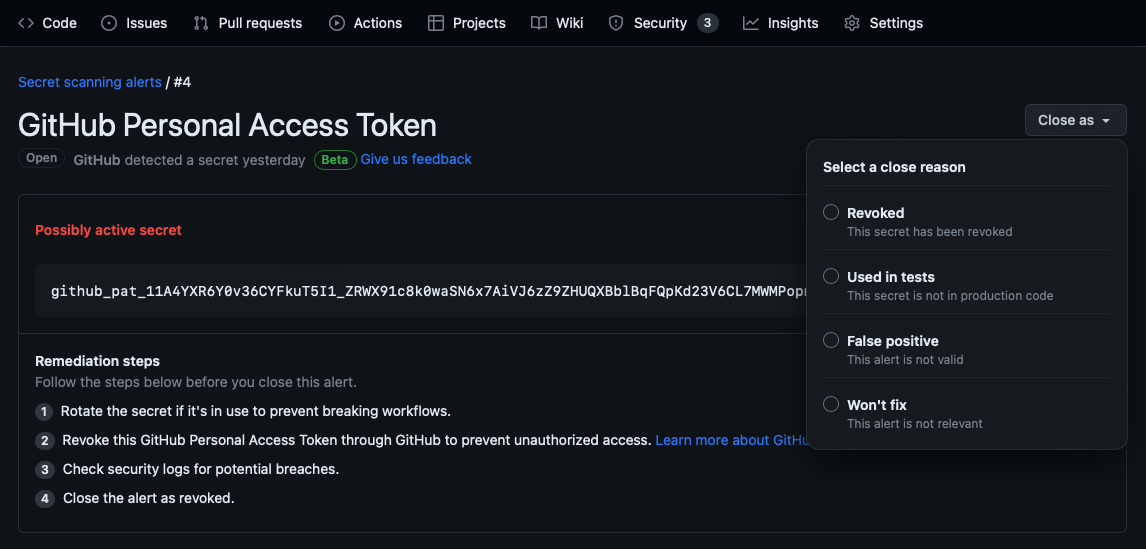 Code Issues Pull requests Actions Projects Wiki Security 3 Insights Settings
Secret scanning alerts / #4
GitHub Personal Access Token
Close as
Open GitHub detected a secret yesterday Beta Give us feedback
Possibly active secret
github_pat_11A4YXR6Y0v36CYFkuT5I1_ZRWX91c8k0waSN6x7AiVJ6zZ9ZHUQXBblBqFQpKd23V6CL7MWMPop
Remediation steps
Follow the steps below before you close this alert.
1 Rotate the secret if it's in use to prevent breaking workflows.
2 Revoke this GitHub Personal Access Token through GitHub to prevent unauthorized access. Learn more about GitHu
3 Check security logs for potential breaches.
4 Close the alert as revoked.
Select a close reason
Revoked
This secret has been revoked
Used in tests
This secret is not in production code
False positive
This alert is not valid
Won't fix
This alert is not relevant